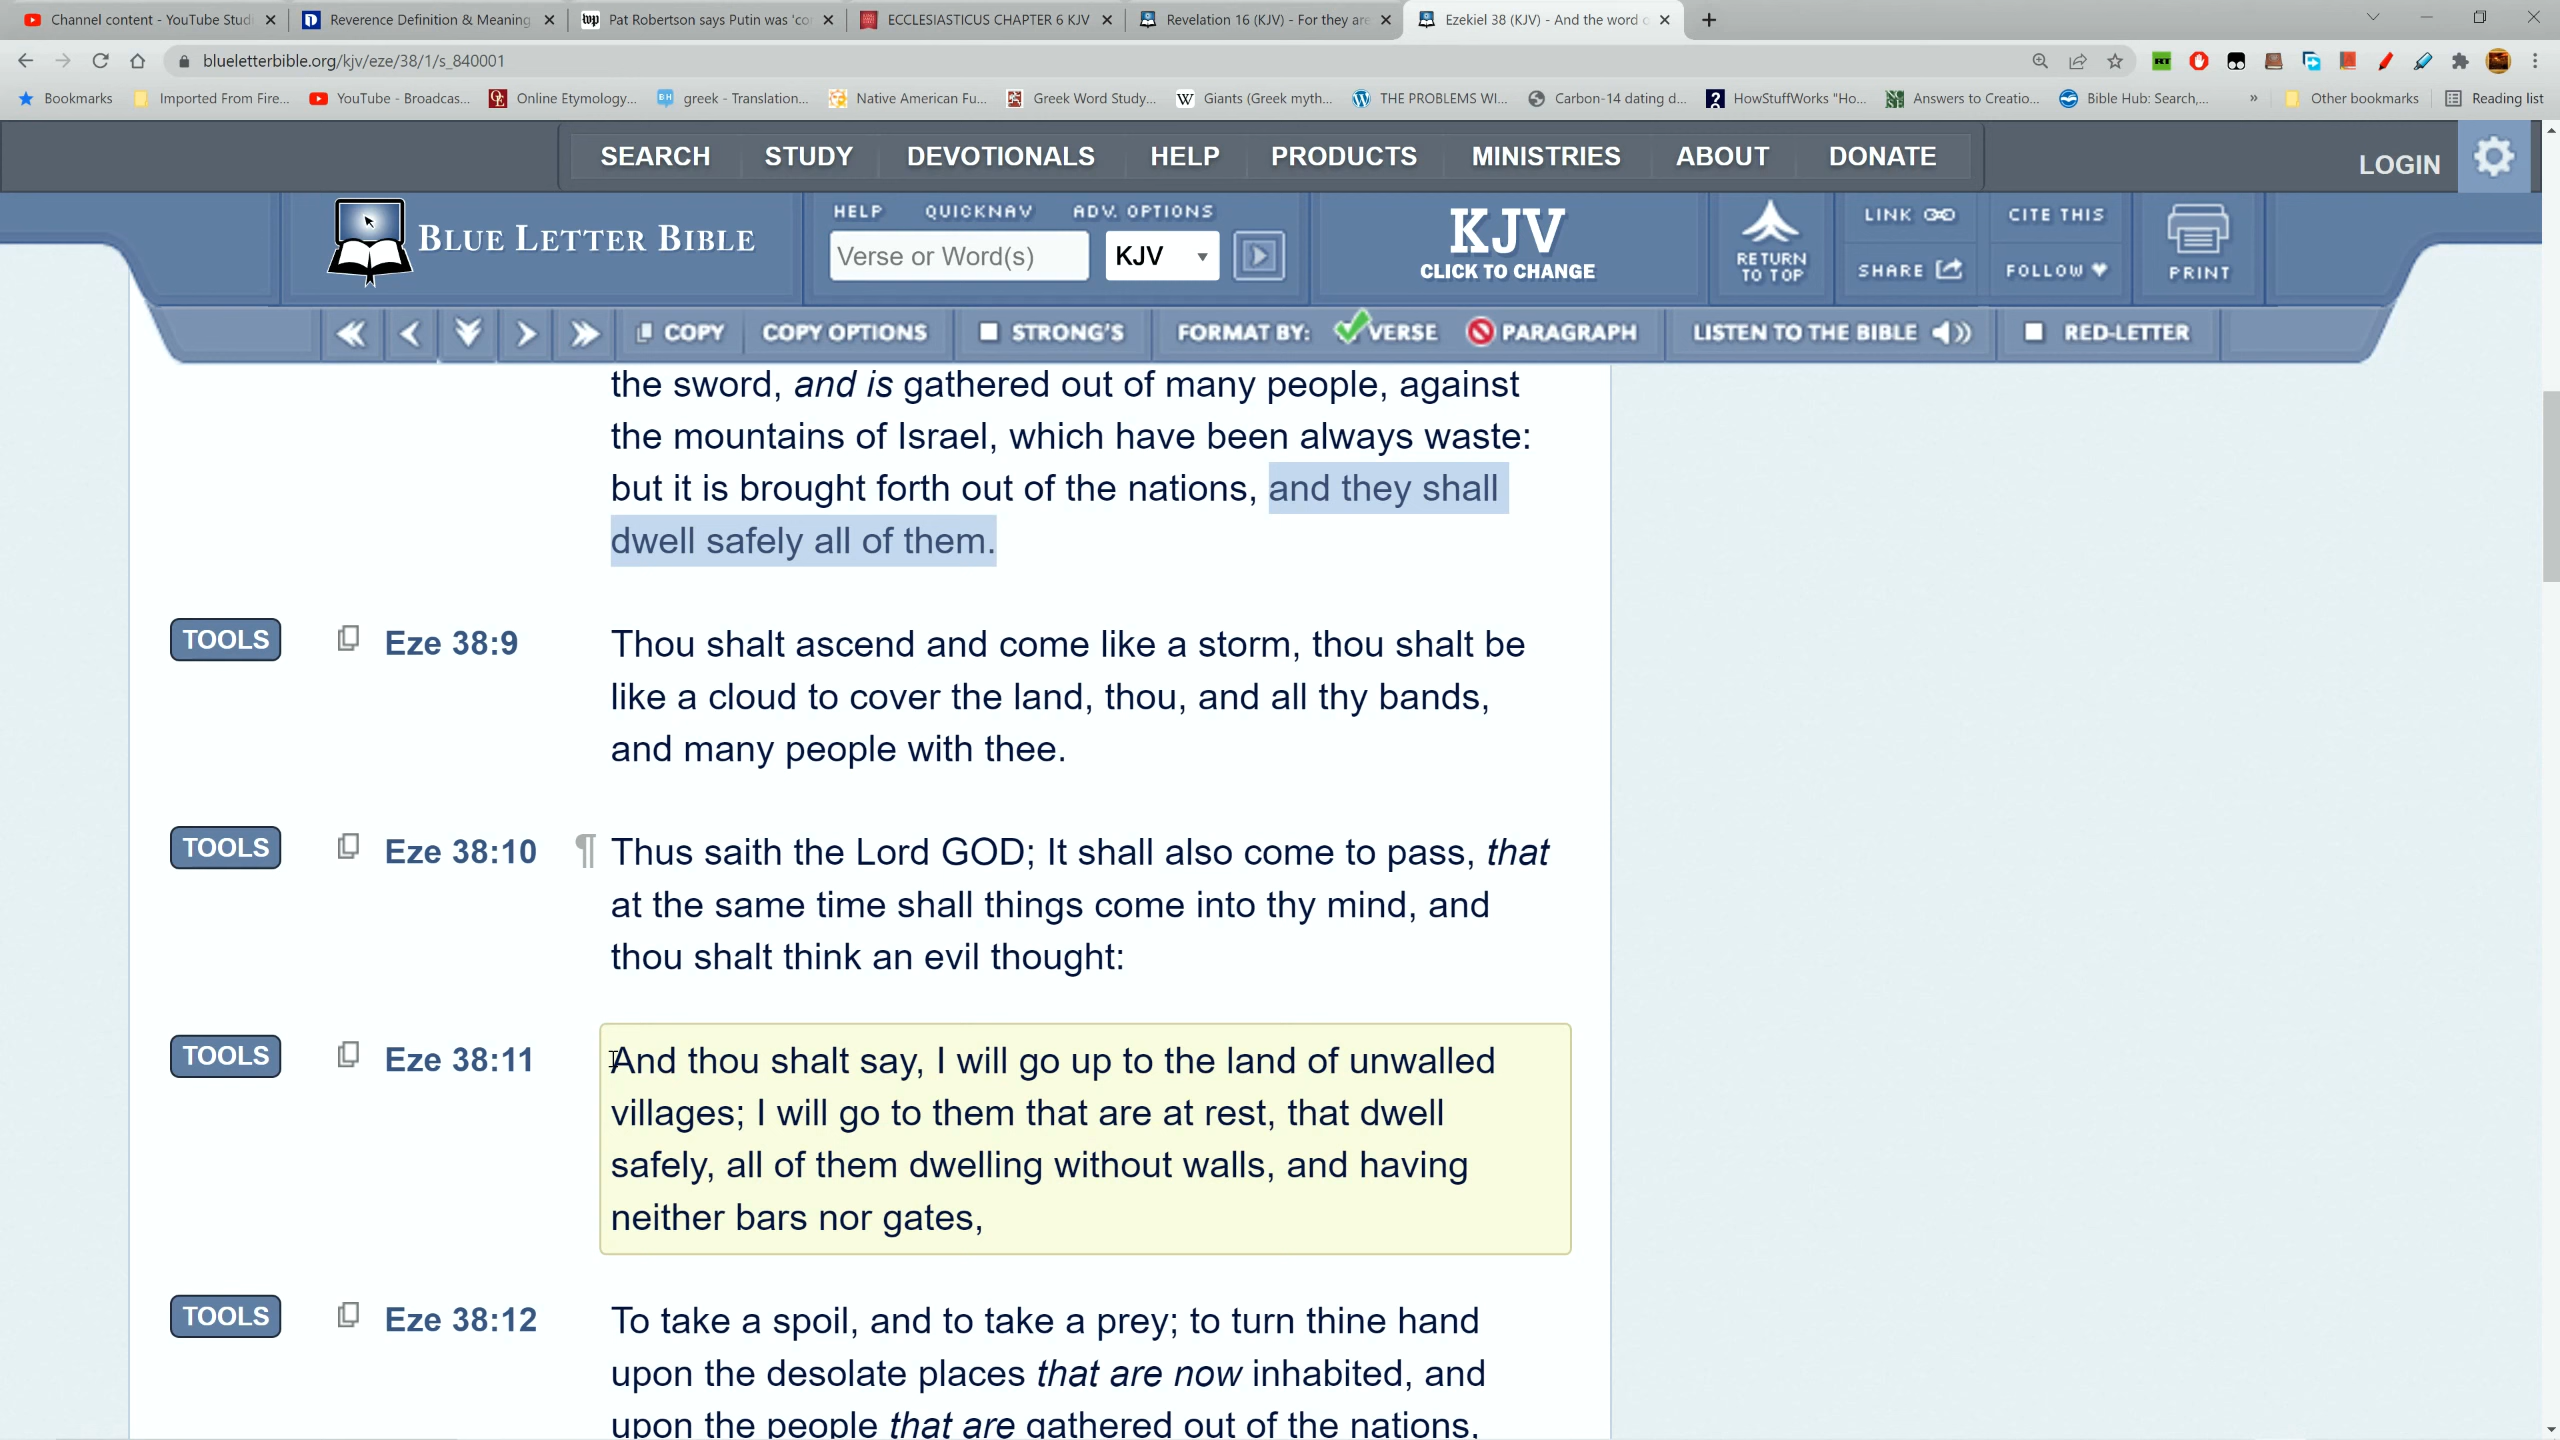 Channel content - YouTube Studi
Reverence Definition & Meaning
Pat Robertson says Putin was 'co
ECCLESIASTICUS CHAPTER 6 KJV
Revelation 16 (KJV) - For they are
Ezekiel 38 (KJV) - And the word o
blueletterbible.org/kjv/eze/38/1/s_840001
Bookmarks
Imported From Fire...
YouTube - Broadcas...
Online Etymology...
greek - Translation...
Native American Fu...
Greek Word Study...
Giants (Greek myth...
THE PROBLEMS WI...
Carbon-14 dating d...
HowStuffWorks "Ho...
Answers to Creatio...
Bible Hub: Search,...
»
Other bookmarks
Reading list
SEARCH STUDY DEVOTIONALS HELP PRODUCTS MINISTRIES ABOUT DONATE
LOGIN
BLUE LETTER BIBLE
HELP QUICKNAV ADV. OPTIONS
Verse or Word(s)
KJV
KJV
CLICK TO CHANGE
RETURN
TO TOP
LINK
SHARE
CITE THIS
FOLLOW
PRINT
COPY COPY OPTIONS STRONG'S FORMAT BY: VERSE PARAGRAPH LISTEN TO THE BIBLE RED-LETTER
the sword, and is gathered out of many people, against
the mountains of Israel, which have been always waste:
but it is brought forth out of the nations, and they shall
dwell safely all of them.
TOOLS Eze 38:9 Thou shalt ascend and come like a storm, thou shalt be
like a cloud to cover the land, thou, and all thy bands,
and many people with thee.
TOOLS Eze 38:10 ¶ Thus saith the Lord GOD; It shall also come to pass, that
at the same time shall things come into thy mind, and
thou shalt think an evil thought:
TOOLS Eze 38:11 And thou shalt say, I will go up to the land of unwalled
villages; I will go to them that are at rest, that dwell
safely, all of them dwelling without walls, and having
neither bars nor gates,
TOOLS Eze 38:12 To take a spoil, and to take a prey; to turn thine hand
upon the desolate places that are now inhabited, and
upon the people that are gathered out of the nations,